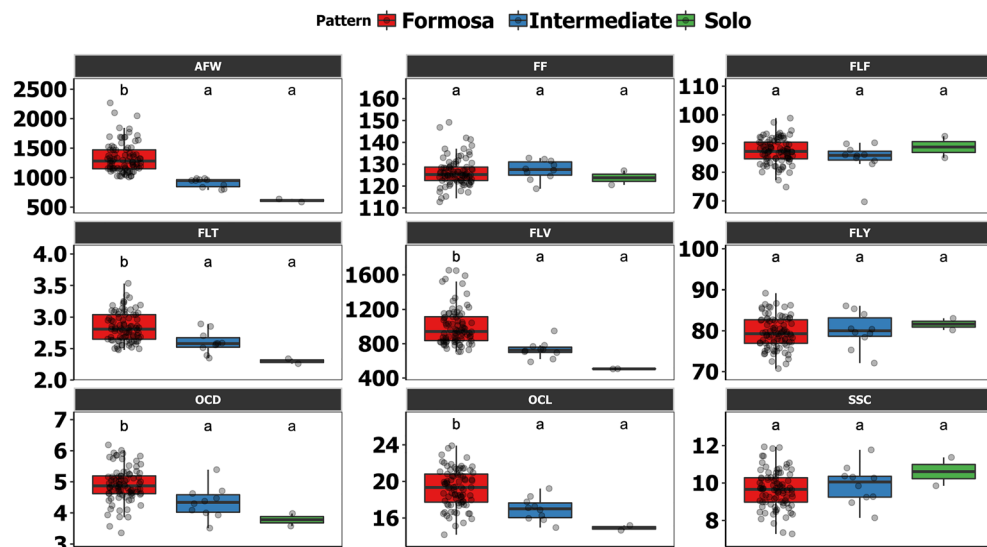 Pattern Formosa Intermediate Solo
AFW FF FLF
b a a a a a a a a
2500 160 110
150 100
1500 140 90
130
1000 120 80
500 110 70
FLT FLV FLY
b a a b a a a a a
4.0 1600 90
3.5
3.0 1200
80
2.5 800
2.0 400 70
OCD OCL SSC
b a a b a a a a a
7
6 24 12
5 20 10
4 16 8
3